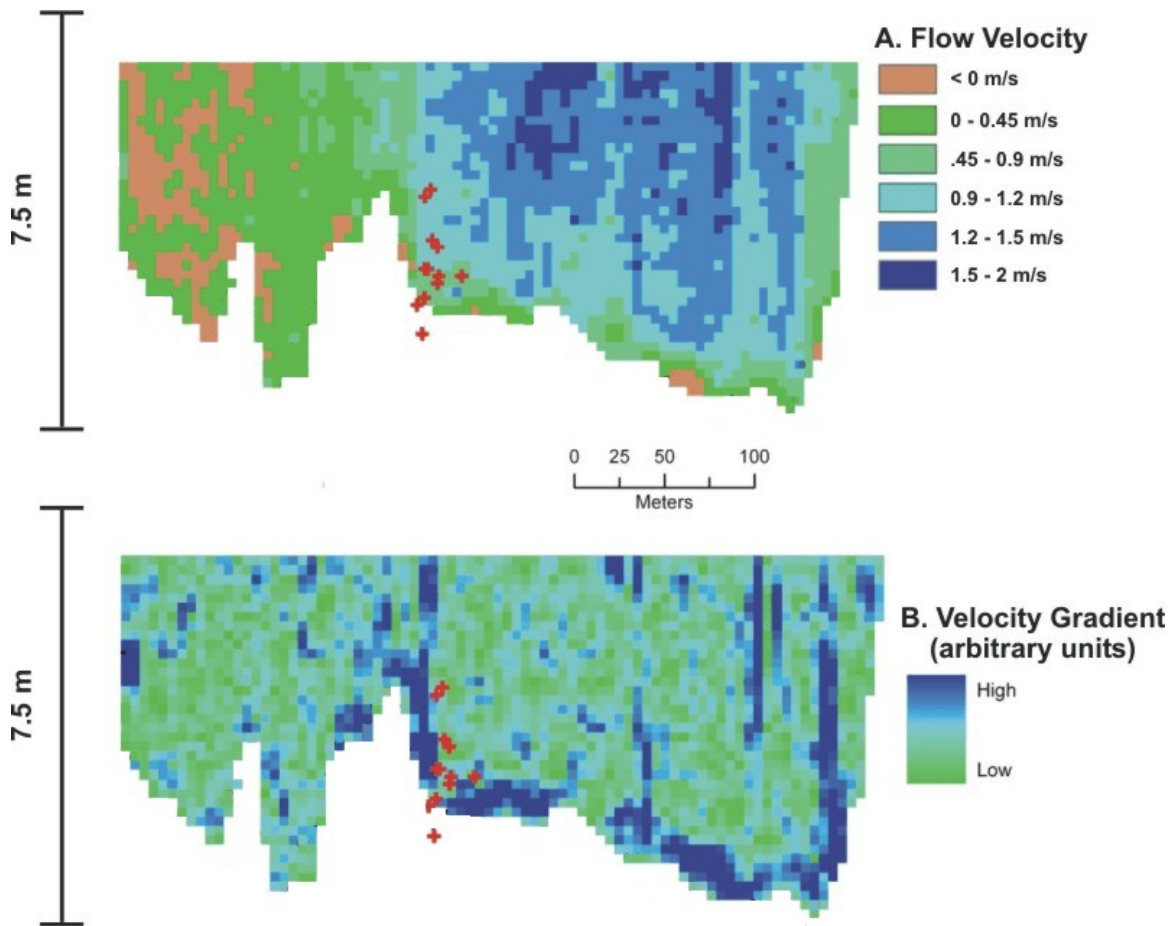 A. Flow Velocity
< 0 m/s
0 - 0.45 m/s
.45 - 0.9 m/s
0.9 - 1.2 m/s
1.2 - 1.5 m/s
1.5 - 2 m/s
7.5 m
0 25 50 100
Meters
B. Velocity Gradient
(arbitrary units)
High
Low
7.5 m